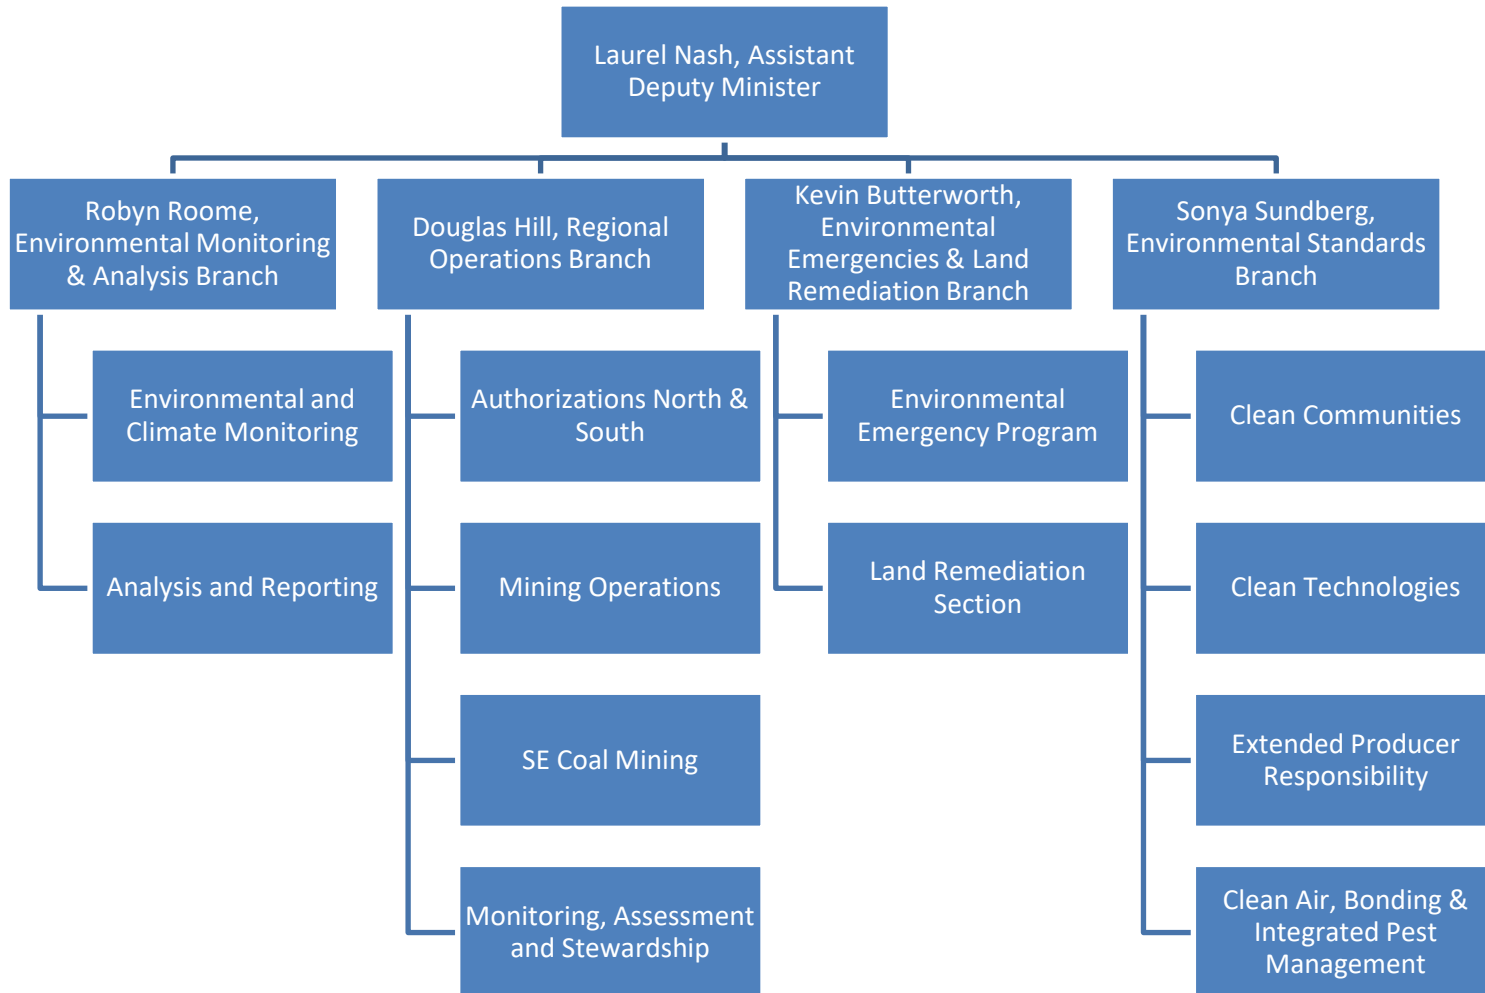 Laurel Nash, Assistant
Deputy Minister
Robyn Roome,
Environmental Monitoring
& Analysis Branch
Environmental and
Climate Monitoring
Analysis and Reporting
Douglas Hill, Regional
Operations Branch
Authorizations North &
South
Mining Operations
SE Coal Mining
Monitoring, Assessment
and Stewardship
Kevin Butterworth,
Environmental
Emergencies & Land
Remediation Branch
Environmental
Emergency Program
Land Remediation
Section
Sonya Sundberg,
Environmental Standards
Branch
Clean Communities
Clean Technologies
Extended Producer
Responsibility
Clean Air, Bonding &
Integrated Pest
Management